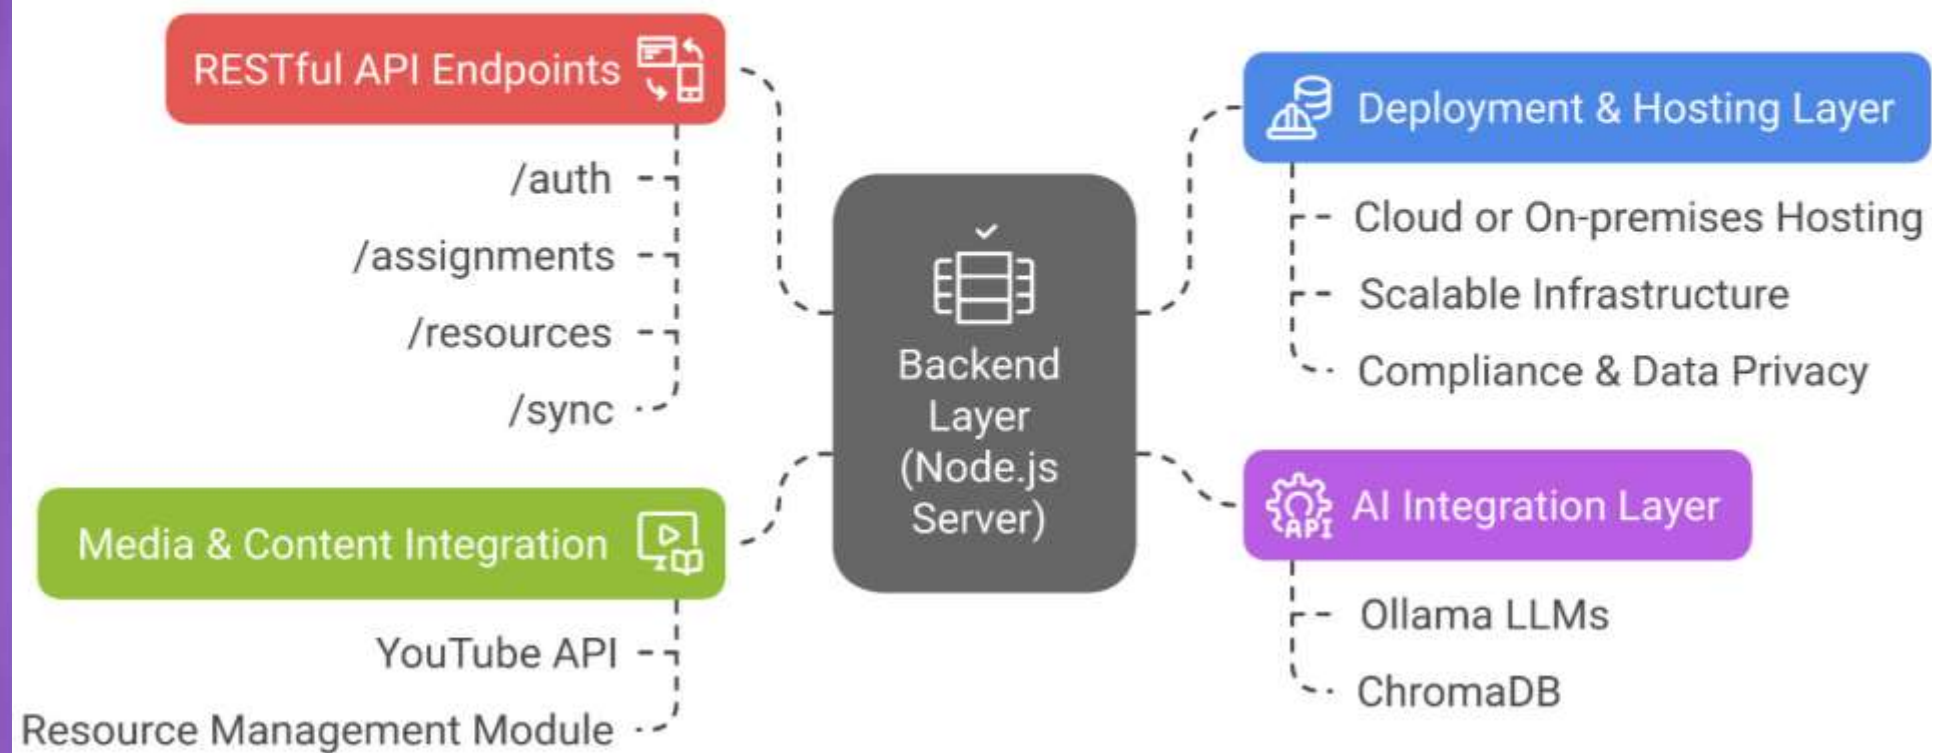 RESTful API Endpoints
/auth
/assignments
/resources
/sync
Media & Content Integration
YouTube API
Resource Management Module
Backend
Layer
(Node.js
Server)
Deployment & Hosting Layer
Cloud or On-premises Hosting
Scalable Infrastructure
Compliance & Data Privacy
API
AI Integration Layer
Ollama LLMs
ChromaDB